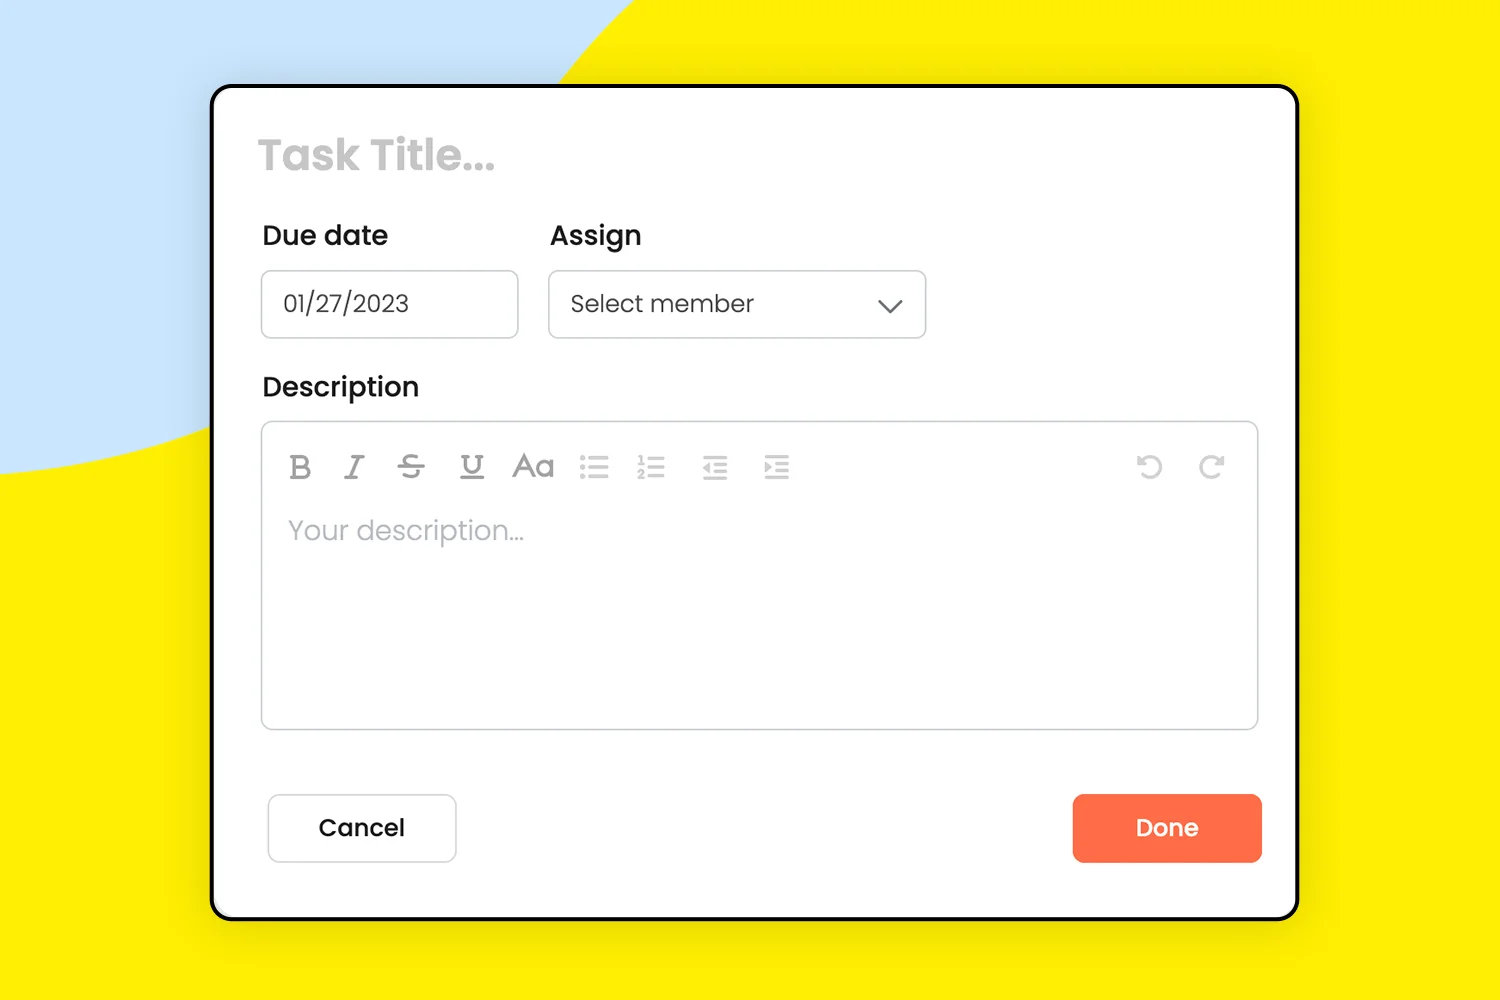 Task Title...
Due date Assign
01/27/2023 Select member
Description
B I S U Aa
Your description...
Cancel Done